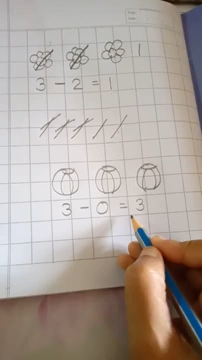 1
3 - 2 = 1
3 - 0 = 3